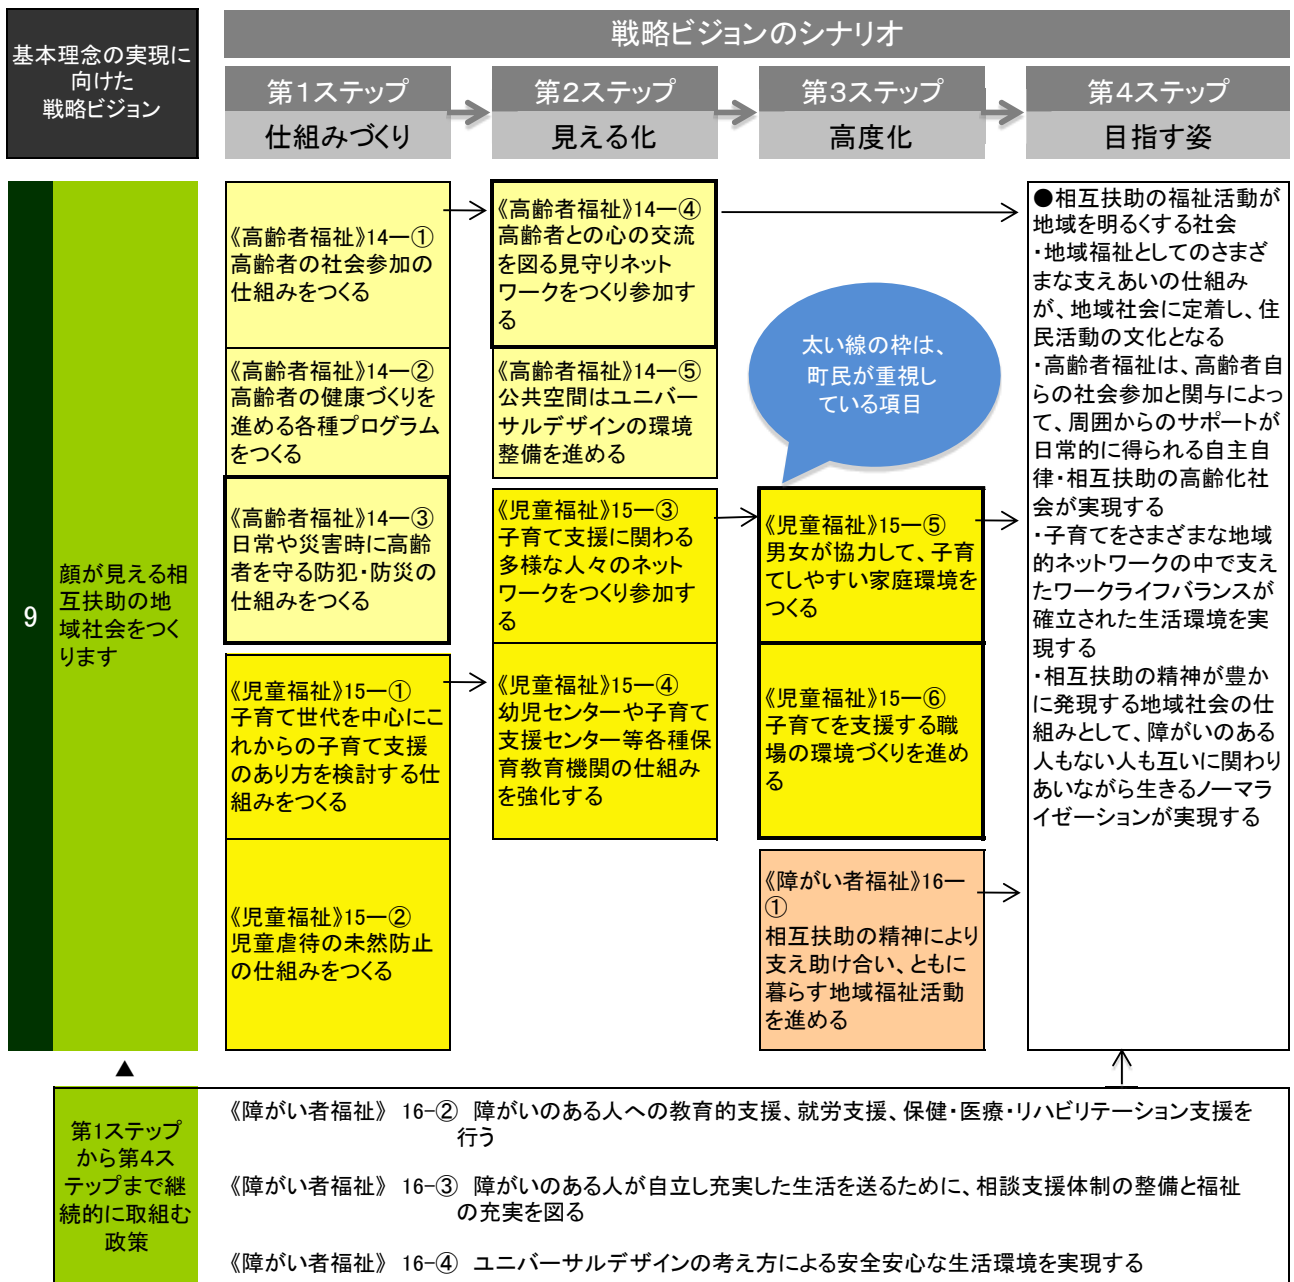 基本理念の実現に
向けた
戦略ビジョン
戦略ビジョンのシナリオ
第1ステップ
仕組みづくり
第2ステップ
見える化
第3ステップ
高度化
第4ステップ
目指す姿
9
顔が見える相
互扶助の地
域社会をつく
ります
《高齢者福祉》14―①
高齢者の社会参加の
仕組みをつくる
《高齢者福祉》14―②
高齢者の健康づくりを
進める各種プログラム
をつくる
《高齢者福祉》14―③
日常や災害時に高齢
者を守る防犯・防災の
仕組みをつくる
《児童福祉》15―①
子育て世代を中心にこ
れからの子育て支援
のあり方を検討する仕
組みをつくる
《児童福祉》15―②
児童虐待の未然防止
の仕組みをつくる
《高齢者福祉》14―④
高齢者との心の交流
を図る見守りネット
ワークをつくり参加す
る
《高齢者福祉》14―⑤
公共空間はユニバー
サルデザインの環境
整備を進める
《児童福祉》15―③
子育て支援に関わる
多様な人々のネット
ワークをつくり参加す
る
《児童福祉》15―④
幼児センターや子育て
支援センター等各種保
育教育機関の仕組み
を強化する
太い線の枠は、
町民が重視し
ている項目
《児童福祉》15―⑤
男女が協力して、子育
てしやすい家庭環境を
つくる
《児童福祉》15―⑥
子育てを支援する職
場の環境づくりを進め
る
《障がい者福祉》16―
①
相互扶助の精神により
支え助け合い、ともに
暮らす地域福祉活動
を進める
●相互扶助の福祉活動が
地域を明るくする社会
・地域福祉としてのさまざ
まな支えあいの仕組み
が、地域社会に定着し、住
民活動の文化となる
・高齢者福祉は、高齢者自
らの社会参加と関与によっ
て、周囲からのサポートが
日常的に得られる自主自
律・相互扶助の高齢化社
会が実現する
・子育てをさまざまな地域
的ネットワークの中で支え
たワークライフバランスが
確立された生活環境を実
現する
・相互扶助の精神が豊か
に発現する地域社会の仕
組みとして、障がいのある
人もない人も互いに関わり
あいながら生きるノーマラ
イゼーションが実現する
▲
第1ステップ
から第4ス
テップまで継
続的に取組む
政策
《障がい者福祉》 16-② 障がいのある人への教育的支援、就労支援、保健・医療・リハビリテーション支援を
行う
《障がい者福祉》 16-③ 障がいのある人が自立し充実した生活を送るために、相談支援体制の整備と福祉
の充実を図る
《障がい者福祉》 16-④ ユニバーサルデザインの考え方による安全安心な生活環境を実現する